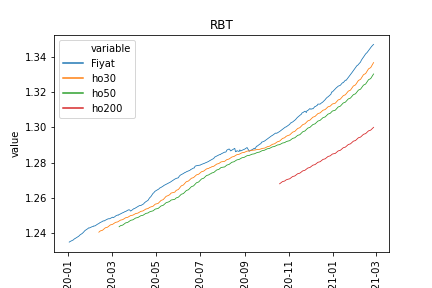 RBT
variable
Fiyat
ho30
ho50
ho200
value
1.34
1.32
1.30
1.28
1.26
1.24
20-01
20-03
20-05
20-07
20-09
20-11
21-01
21-03